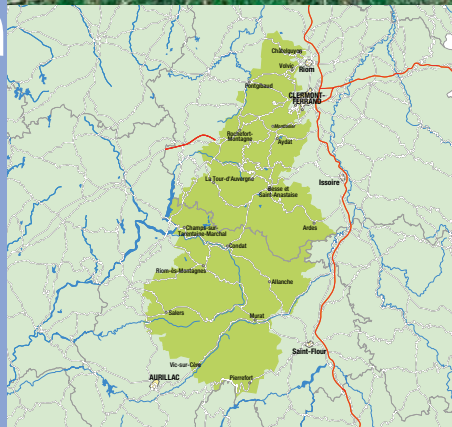 Châtelguyon
Volvic
Riom
Pontgibaud
CLERMONT-
FERRAND
Montlosier
Rochefort-
Montagne
Aydat
La Tour-d'Auvergne
Issoire
Besse et
Saint-Anastaise
Ardes
Champs-sur-
Tarentaine-Marchal
Condat
Riom-ès-Montagnes
Allanche
Salers
Murat
Saint-Flour
Vic-sur-Cère
AURILLAC
Pierrefort